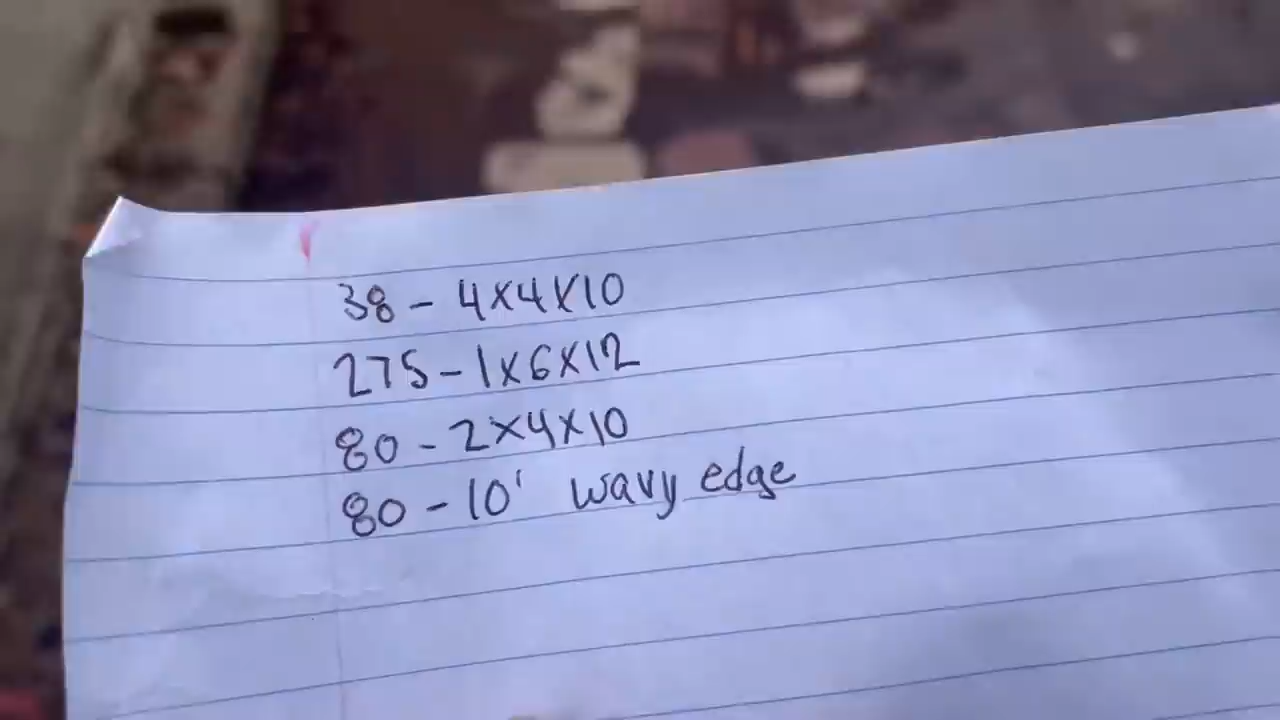 38 - 4x4x10
275 - 1x6x12
80 - 2x4x10
80 - 10' wavy edge